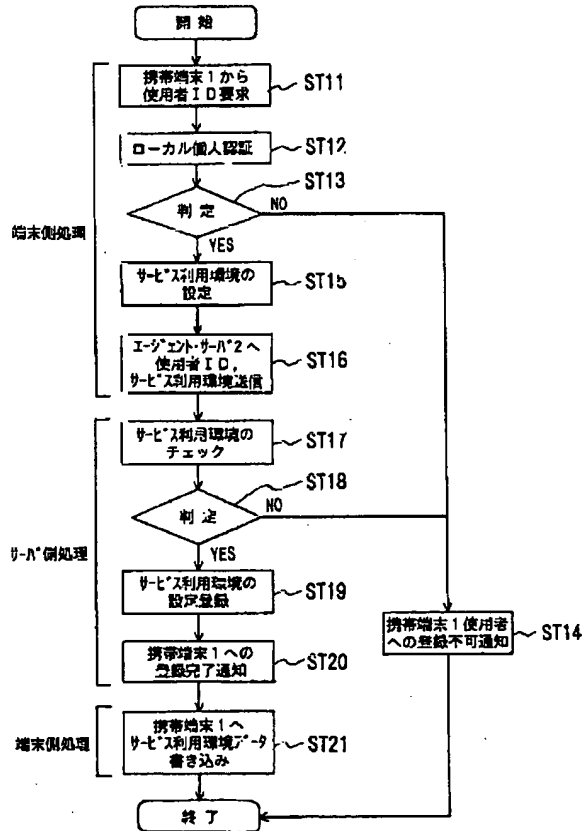 開始
携帯端末1から
使用者ID要求
ST11
ローカル個人認証
ST12
ST13
判定
NO
YES
端末側処理
サービス利用環境の
設定
ST15
エージェント・サーバ2へ
使用者ID,
サービス利用環境送信
ST16
サービス利用環境の
チェック
ST17
ST18
判定
NO
YES
サーバ側処理
サービス利用環境の
設定登録
ST19
携帯端末1使用者
への登録不可通知
ST14
携帯端末1への
登録完了通知
ST20
端末側処理
携帯端末1へ
サービス利用環境データ
書き込み
ST21
終了